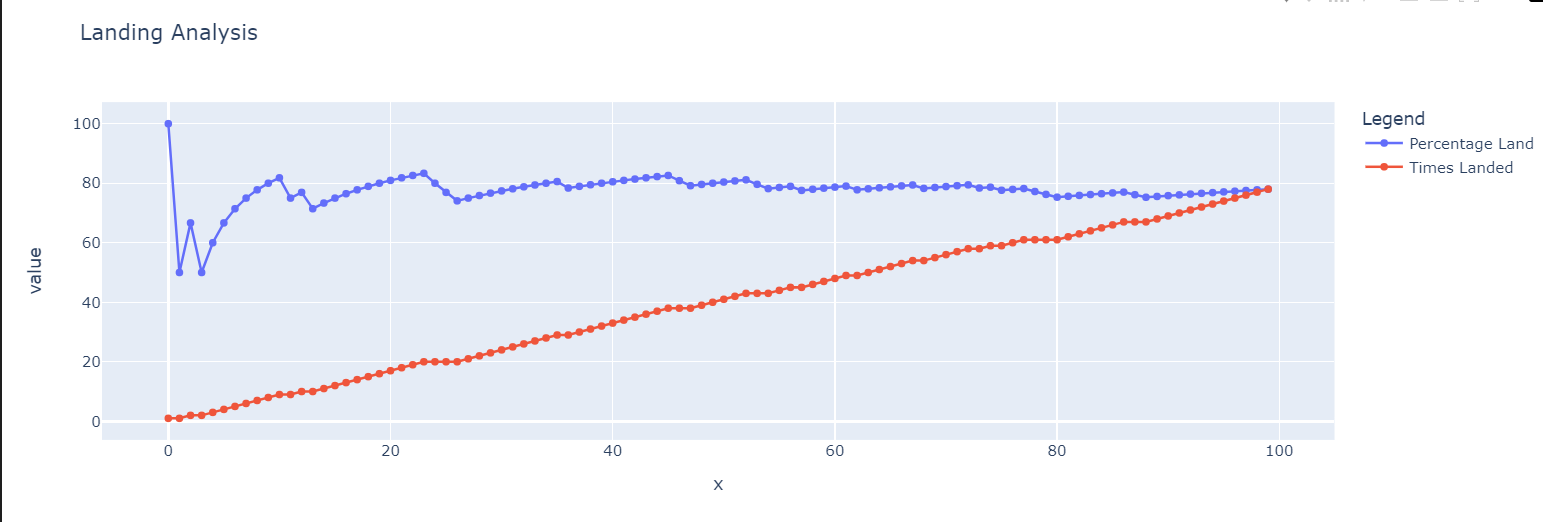 Landing Analysis
Legend
Percentage Land
Times Landed
value
100
80
60
40
20
0
0 20 40 60 80 100
x